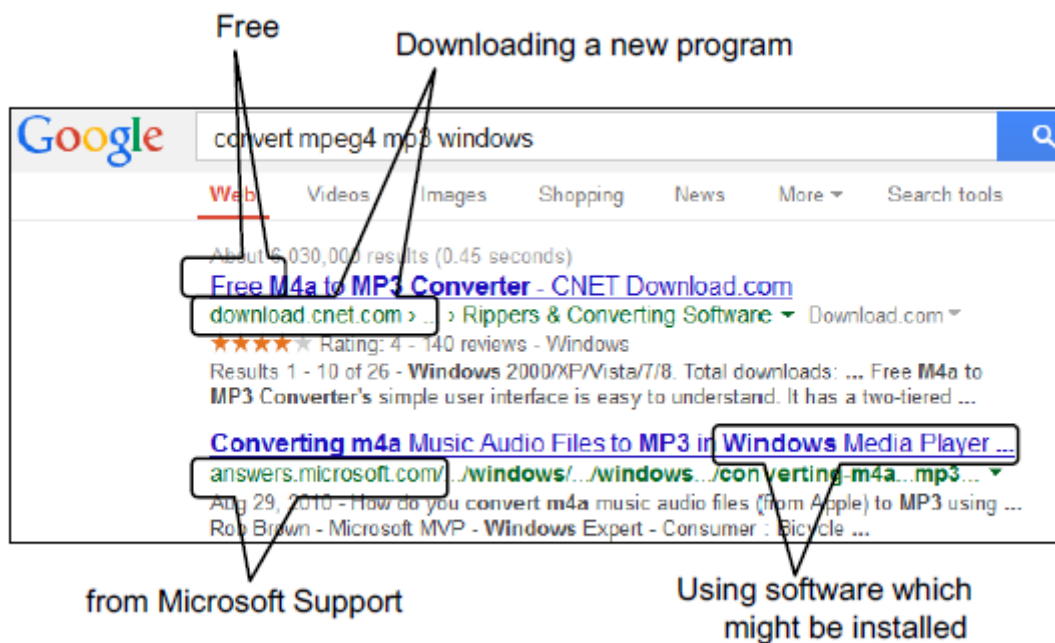 Free
Downloading a new program
Google convert mpeg4 mp3 windows
Web Videos Images Shopping News More Search tools
About 6,030,000 results (0.45 seconds)
Free M4a to MP3 Converter - CNET Download.com
download.cnet.com › ... › Rippers & Converting Software Download.com
Rating: 4 - 140 reviews - Windows
Results 1 - 10 of 26 - Windows 2000/XP/Vista/7/8. Total downloads: ... Free M4a to
MP3 Converter's simple user interface is easy to understand. It has a two-tiered ...
Converting m4a Music Audio Files to MP3 in Windows Media Player ...
answers.microsoft.com/.../windows/.../windows.../converting-m4a...mp3...
Aug 29, 2010 - How do you convert m4a music audio files (from Apple) to MP3 using ...
Rob Brown - Microsoft MVP - Windows Expert - Consumer : Bicycle ...
from Microsoft Support
Using software which
might be installed